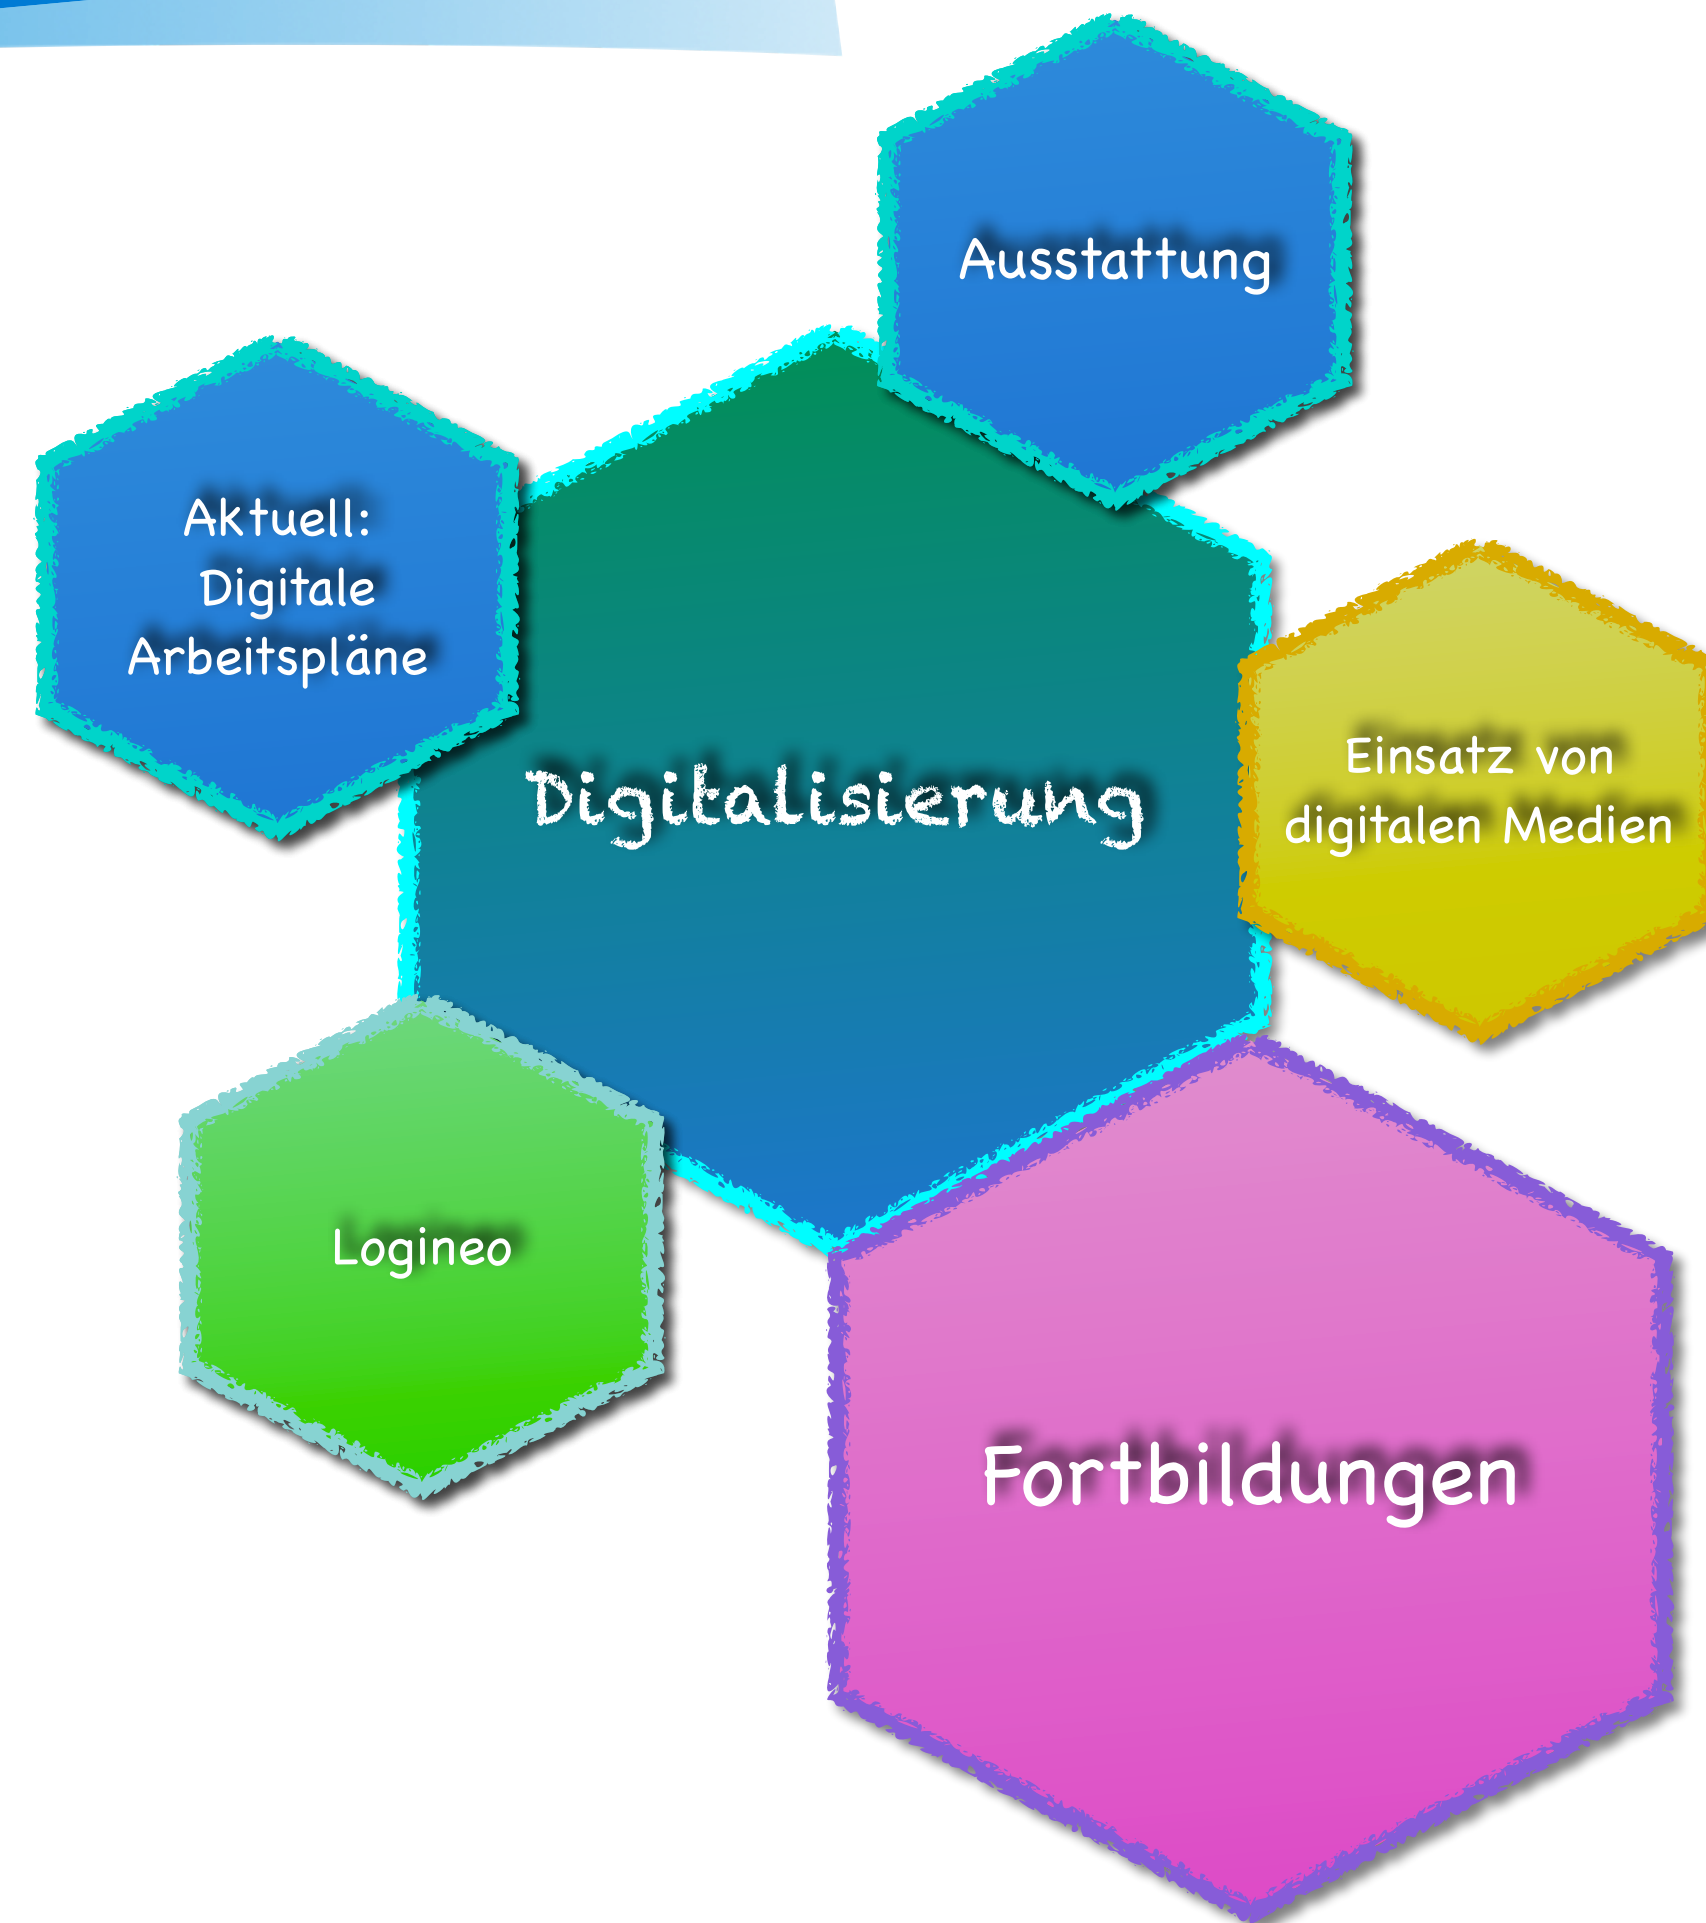 Ausstattung
Aktuell:
Digitale
Arbeitspläne
Digitalisierung
Einsatz von
digitalen Medien
Logineo
Fortbildungen